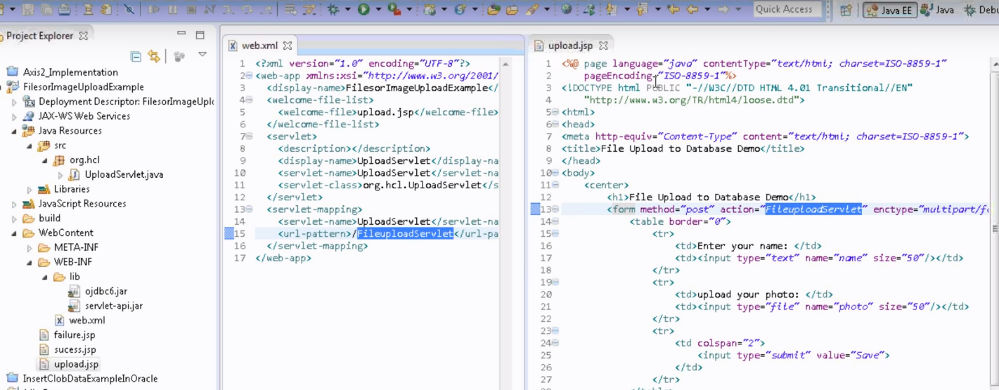 Quick Access
Java EE
Java
Debu
Project Explorer
Axis2_Implementation
FilesorImageUploadExample
Deployment Descriptor: FilesorImageUplo
JAX-WS Web Services
Java Resources
src
org.hcl
UploadServlet.java
Libraries
JavaScript Resources
build
WebContent
META-INF
WEB-INF
lib
ojdbc6.jar
servlet-api.jar
web.xml
failure.jsp
sucess.jsp
upload.jsp
InsertClobDataExampleInOracle
web.xml
1 <?xml version="1.0" encoding="UTF-8"?>
2 <web-app xmlns:xsi="http://www.w3.org/2001/
3 <display-name>FilesorImageUploadExample</
4 <welcome-file-list>
5 <welcome-file>upload.jsp</welcome-file>
6 </welcome-file-list>
7 <servlet>
8 <description></description>
9 <display-name>UploadServlet</display-na
10 <servlet-name>UploadServlet</servlet-na
11 <servlet-class>org.hcl.UploadServlet</s
12 </servlet>
13 <servlet-mapping>
14 <servlet-name>UploadServlet</servlet-na
15 <url-pattern>/FileuploadServlet</url-pa
16 </servlet-mapping>
17 </web-app>
upload.jsp
1 <%@ page language="java" contentType="text/html; charset=ISO-8859-1"
2 pageEncoding="ISO-8859-1"%>
3 <!DOCTYPE html PUBLIC "-//W3C//DTD HTML 4.01 Transitional//EN"
4 "http://www.w3.org/TR/html4/loose.dtd">
5 <html>
6 <head>
7 <meta http-equiv="Content-Type" content="text/html; charset=ISO-8859-1">
8 <title>File Upload to Database Demo</title>
9 </head>
10 <body>
11 <center>
12 <h1>File Upload to Database Demo</h1>
13 <form method="post" action="FileuploadServlet" enctype="multipart/fo
14 <table border="0">
15 <tr>
16 <td>Enter your name: </td>
17 <td><input type="text" name="name" size="50"/></td>
18 </tr>
19 <tr>
20 <td>upload your photo: </td>
21 <td><input type="file" name="photo" size="50"/></td>
22 </tr>
23 <tr>
24 <td colspan="2">
25 <input type="submit" value="Save">
26 </td>
27 </tr>